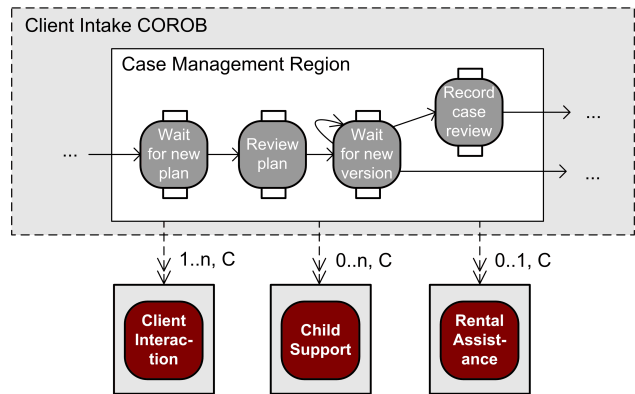 Client Intake COROB
Case Management Region
Record
case
review
Wait
for new
plan
Review
plan
Wait
for new
version
...
...
...
1..n, C
0..n, C
0..1, C
Client
Interac-
tion
Child
Support
Rental
Assist-
ance